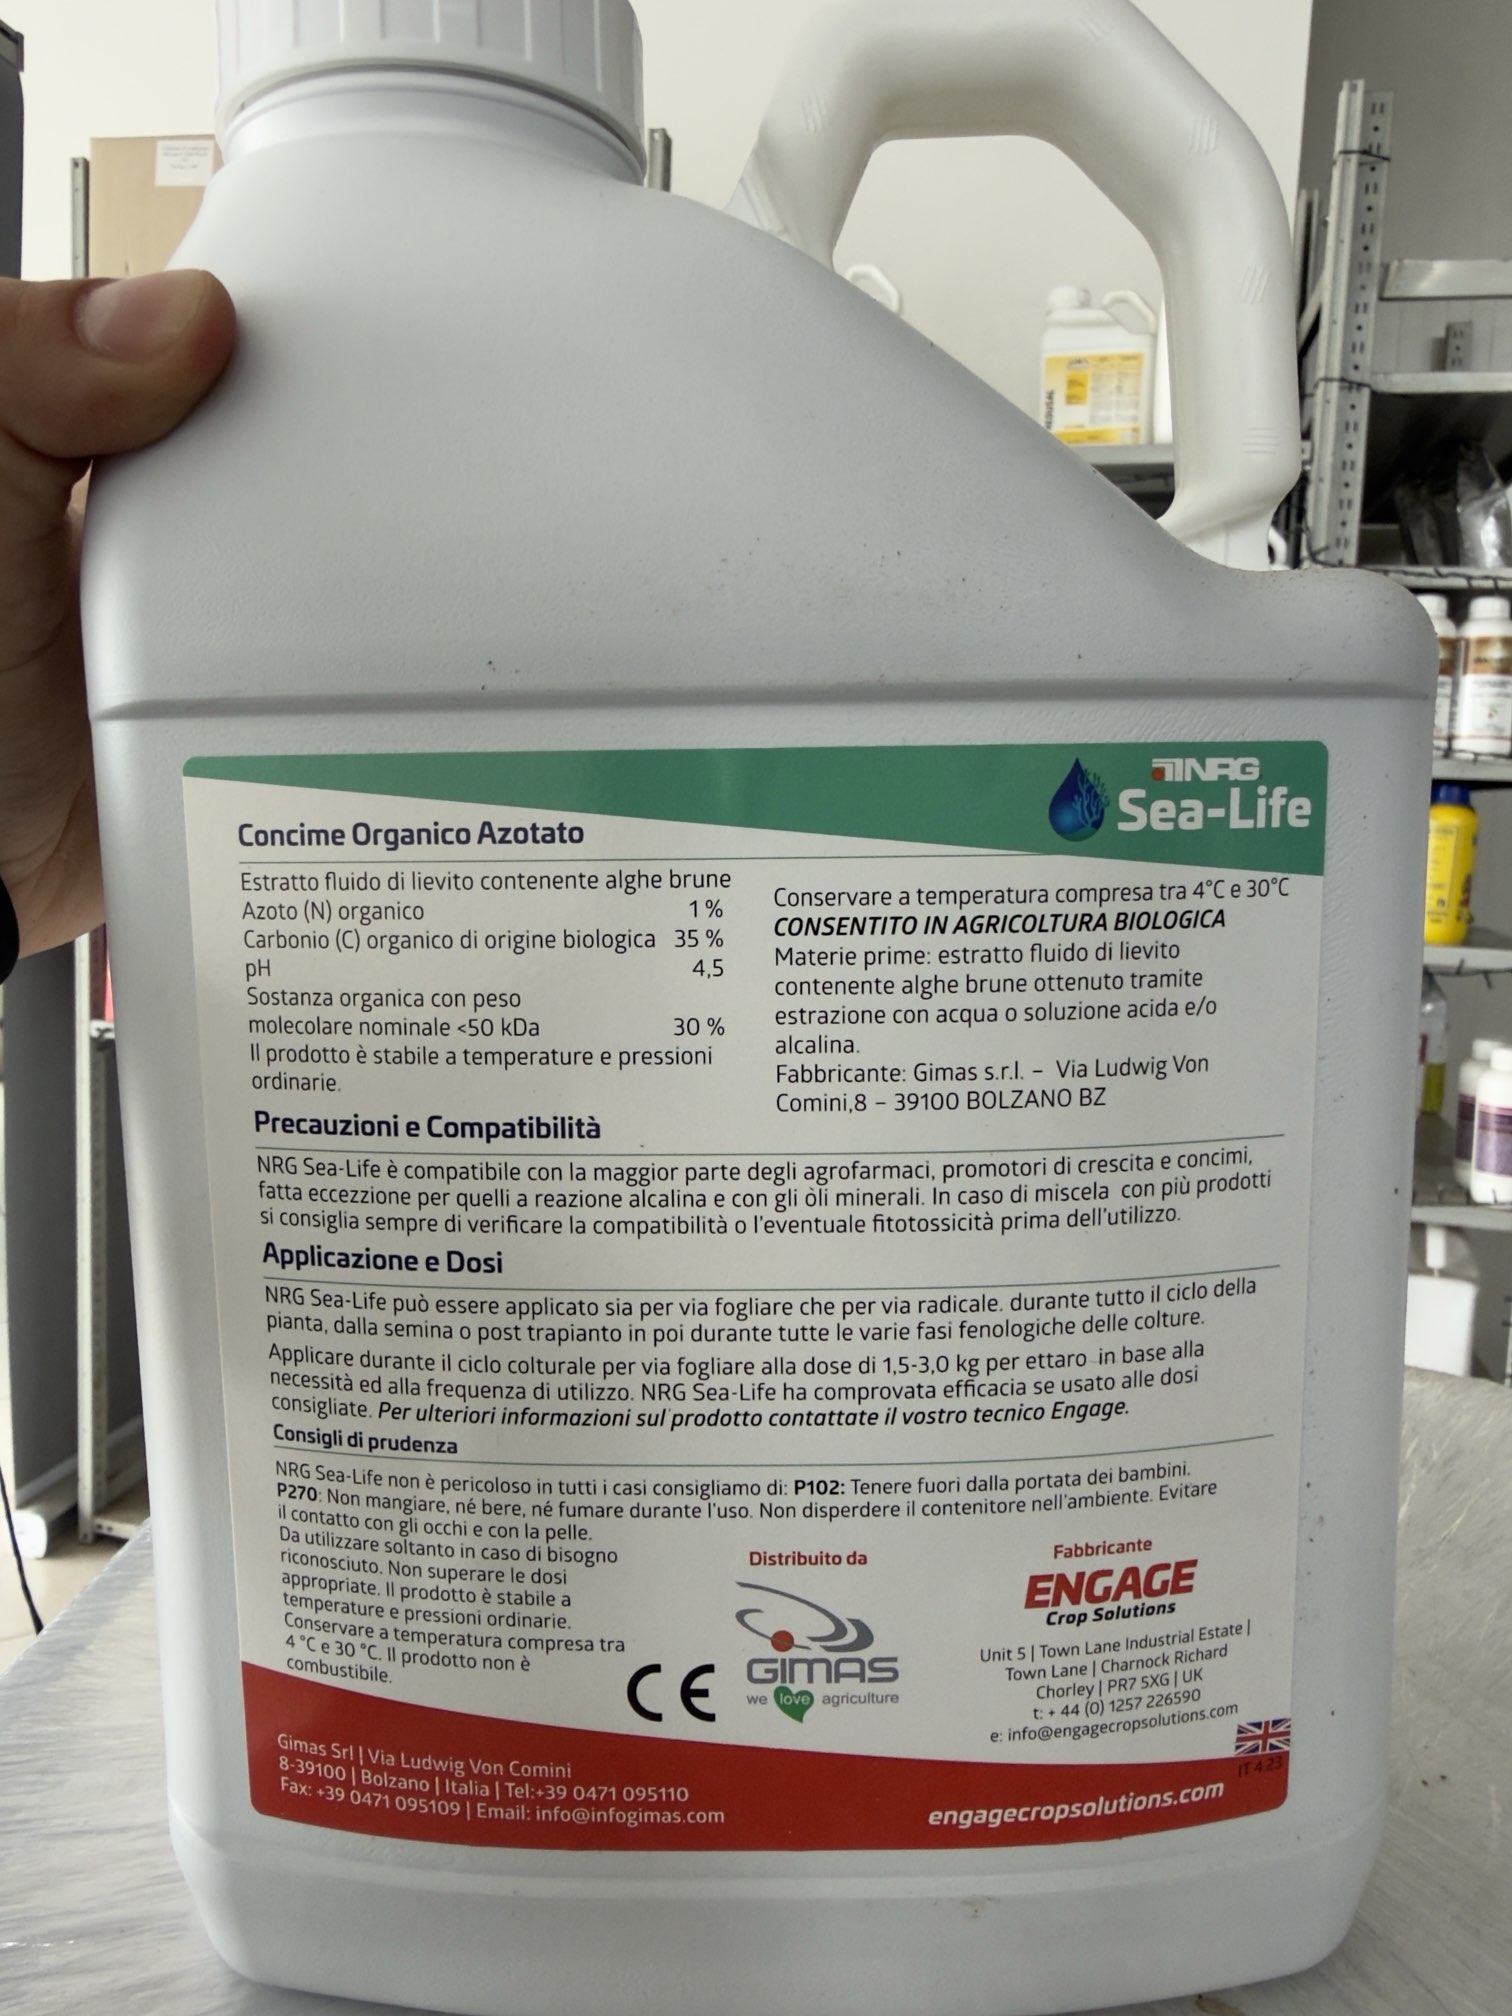 NRG
Sea-Life
Concime Organico Azotato
Estratto fluido di lievito contenente alghe brune
Azoto (N) organico 1 %
Carbonio (C) organico di origine biologica 35 %
pH 4,5
Sostanza organica con peso
molecolare nominale <50 kDa 30 %
Il prodotto è stabile a temperature e pressioni
ordinarie.
Conservare a temperatura compresa tra 4°C e 30°C
CONSENTITO IN AGRICOLTURA BIOLOGICA
Materie prime: estratto fluido di lievito
contenente alghe brune ottenuto tramite
estrazione con acqua o soluzione acida e/o
alcalina.
Fabbricante: Gimas s.r.l. – Via Ludwig Von
Comini,8 – 39100 BOLZANO BZ
Precauzioni e Compatibilità
NRG Sea-Life è compatibile con la maggior parte degli agrofarmaci, promotori di crescita e concimi,
fatta eccezzione per quelli a reazione alcalina e con gli òli minerali. In caso di miscela con più prodotti
si consiglia sempre di verificare la compatibilità o l'eventuale fitotossicità prima dell'utilizzo.
Applicazione e Dosi
NRG Sea-Life può essere applicato sia per via fogliare che per via radicale. durante tutto il ciclo della
pianta, dalla semina o post trapianto in poi durante tutte le varie fasi fenologiche delle colture.
Applicare durante il ciclo colturale per via fogliare alla dose di 1,5-3,0 kg per ettaro in base alla
necessità ed alla frequenza di utilizzo. NRG Sea-Life ha comprovata efficacia se usato alle dosi
consigliate. Per ulteriori informazioni sul prodotto contattate il vostro tecnico Engage.
Consigli di prudenza
NRG Sea-Life non è pericoloso in tutti i casi consigliamo di: P102: Tenere fuori dalla portata dei bambini.
P270: Non mangiare, né bere, né fumare durante l'uso. Non disperdere il contenitore nell'ambiente. Evitare
il contatto con gli occhi e con la pelle.
Da utilizzare soltanto in caso di bisogno
riconosciuto. Non superare le dosi
appropriate. Il prodotto è stabile a
temperature e pressioni ordinarie.
Conservare a temperatura compresa tra
4 °C e 30 °C. Il prodotto non è
combustibile.
CE
Distribuito da
GIMAS
we love agriculture
Fabbricante
ENGAGE
Crop Solutions
Unit 5 | Town Lane Industrial Estate |
Town Lane | Charnock Richard
Chorley | PR7 5XG | UK
t: + 44 (0) 1257 226590
e: info@engagecropsolutions.com
IT 4.23
Gimas Srl | Via Ludwig Von Comini
8-39100 | Bolzano | Italia | Tel:+39 0471 095110
Fax: +39 0471 095109 | Email: info@infogimas.com
engagecropsolutions.com